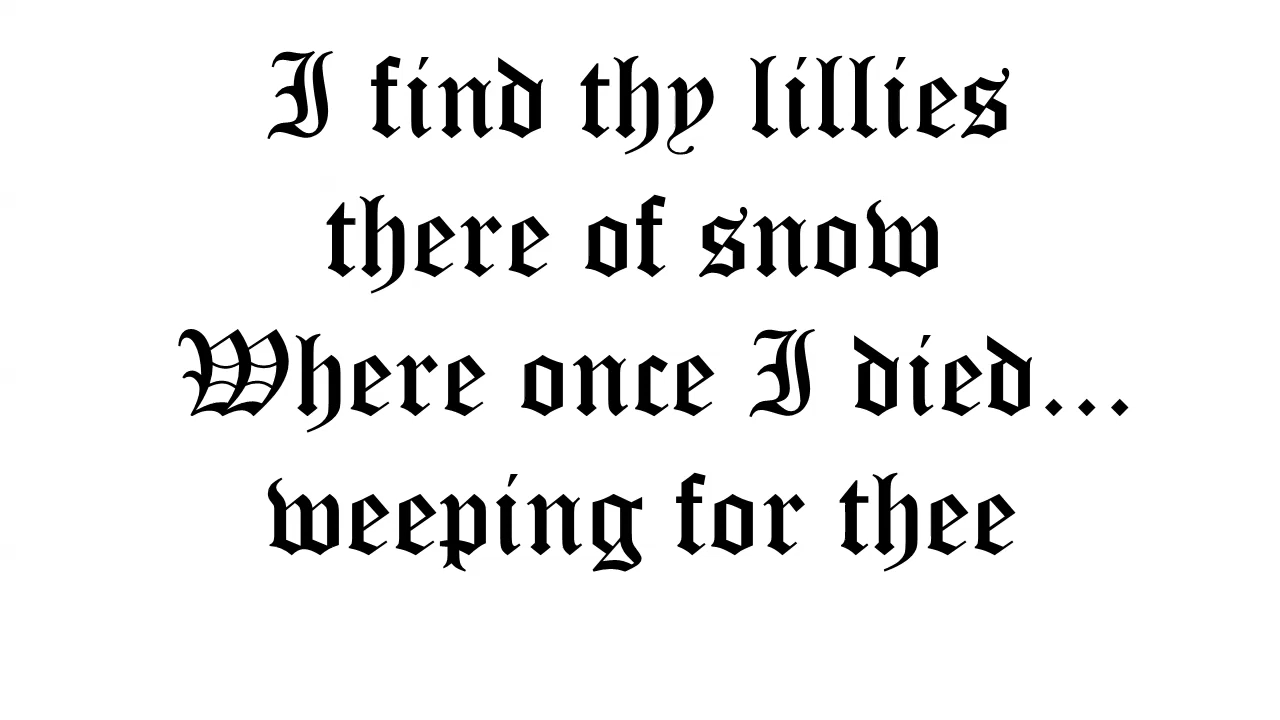 I find thy lillies
there of snow
Where once I died...
weeping for thee